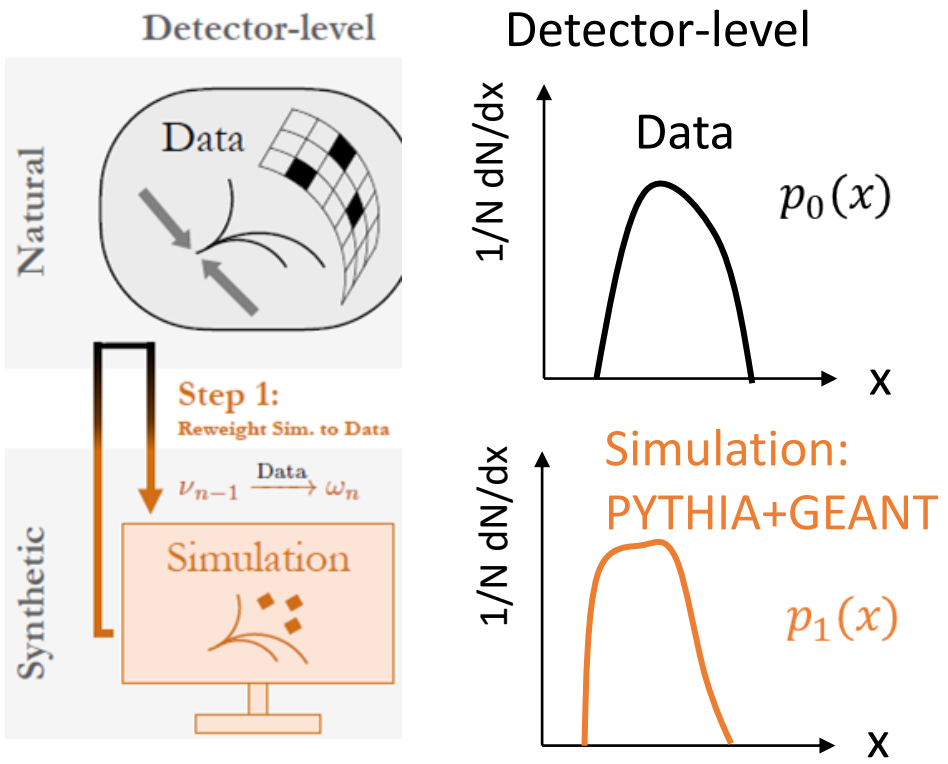 Detector-level
Natural
Data
Step 1:
Reweight Sim. to Data
Synthetic
νₙ₋₁ Data→ ωₙ
Simulation
Detector-level
1/N dN/dx
Data
p₀(x)
x
1/N dN/dx
Simulation:
PYTHIA+GEANT
p₁(x)
x